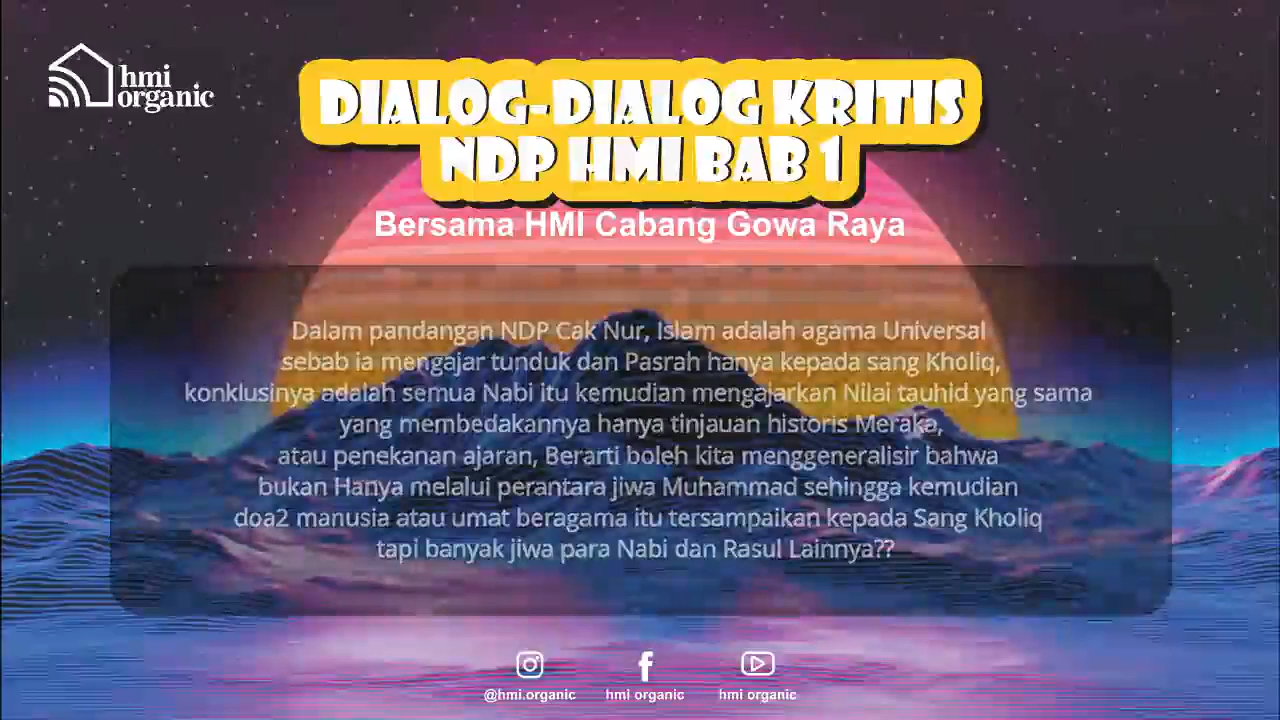 hmi
organic
DIALOG-DIALOG KRITIS
NDP HMI BAB 1
Bersama HMI Cabang Gowa Raya
Dalam pandangan NDP Cak Nur, Islam adalah agama Universal
sebab ia mengajar tunduk dan Pasrah hanya kepada sang Kholiq,
konklusinya adalah semua Nabi itu kemudian mengajarkan Nilai tauhid yang sama
yang membedakannya hanya tinjauan historis Meraka,
atau penekanan ajaran, Berarti boleh kita menggeneralisir bahwa
bukan Hanya melalui perantara jiwa Muhammad sehingga kemudian
doa2 manusia atau umat beragama itu tersampaikan kepada Sang Kholiq
tapi banyak jiwa para Nabi dan Rasul Lainnya??
@hmi.organic
hmi organic
hmi organic